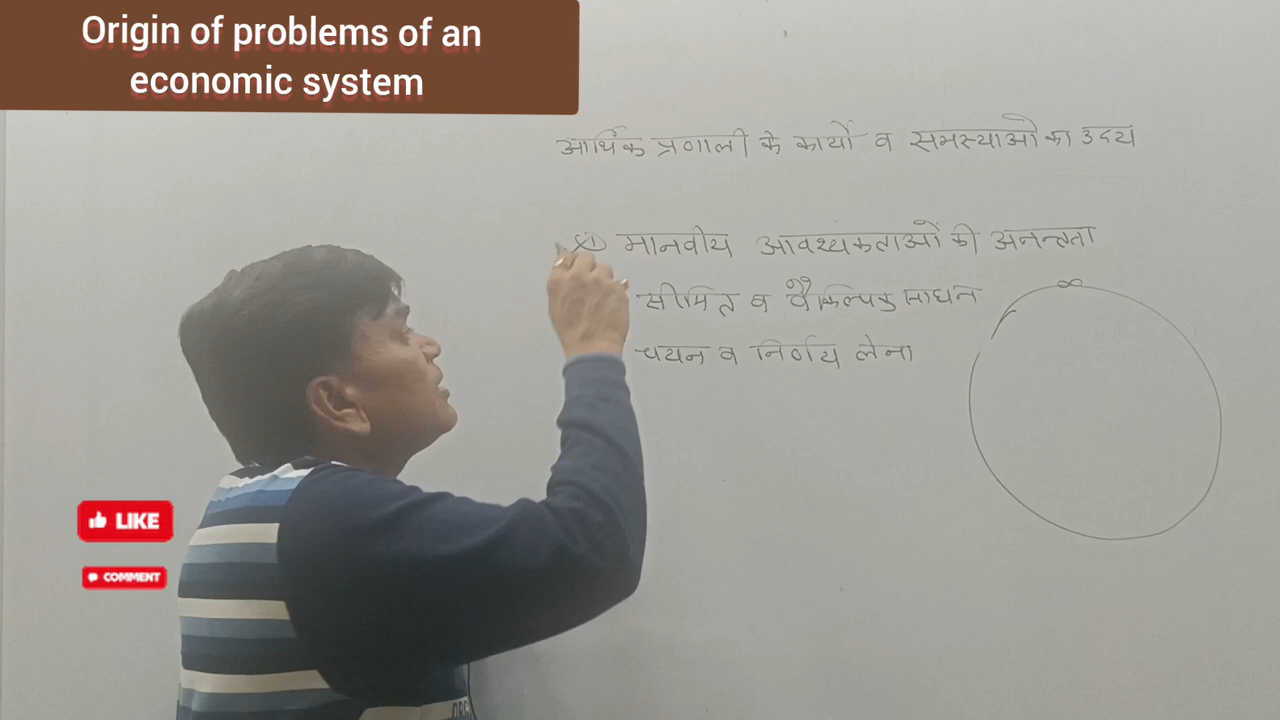 Origin of problems of an
economic system
आर्थिक प्रणाली के कार्यो व समस्याओ का उदय
① मानवीय आवश्यकताओं की अनन्तता
सीमित व वैकल्पिक साधन
चयन व निर्णय लेना
∞
LIKE
COMMENT